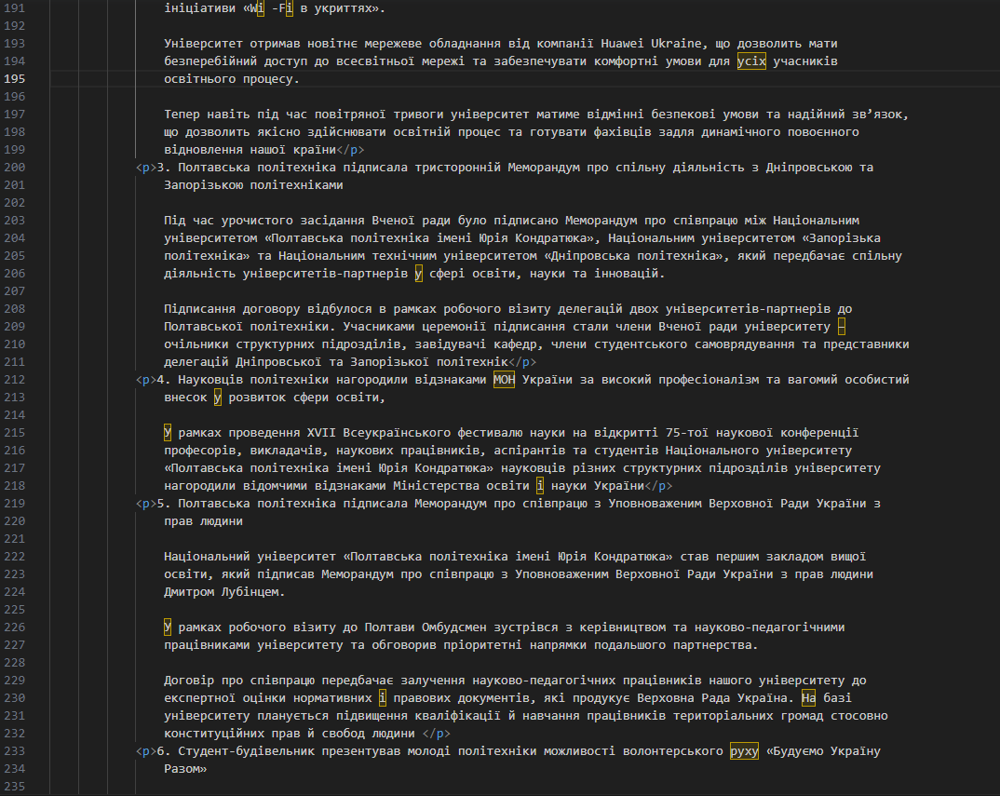 191 ініціативи «Wi -Fi в укриттях».
192
193 Університет отримав новітнє мережеве обладнання від компанії Huawei Ukraine, що дозволить мати
194 безперебійний доступ до всесвітньої мережі та забезпечувати комфортні умови для усіх учасників
195 освітнього процесу.
196
197 Тепер навіть під час повітряної тривоги університет матиме відмінні безпекові умови та надійний зв’язок,
198 що дозволить якісно здійснювати освітній процес та готувати фахівців задля динамічного повоєнного
199 відновлення нашої країни</p>
200 <p>3. Полтавська політехніка підписала тристоронній Меморандум про спільну діяльність з Дніпровською та
201 Запорізькою політехніками
202
203 Під час урочистого засідання Вченої ради було підписано Меморандум про співпрацю між Національним
204 університетом «Полтавська політехніка імені Юрія Кондратюка», Національним університетом «Запорізька
205 політехніка» та Національним технічним університетом «Дніпровська політехніка», який передбачає спільну
206 діяльність університетів-партнерів у сфері освіти, науки та інновацій.
207
208 Підписання договору відбулося в рамках робочого візиту делегацій двох університетів-партнерів до
209 Полтавської політехніки. Учасниками церемонії підписання стали члени Вченої ради університету –
210 очільники структурних підрозділів, завідувачі кафедр, члени студентського самоврядування та представники
211 делегацій Дніпровської та Запорізької політехнік</p>
212 <p>4. Науковців політехніки нагородили відзнаками МОН України за високий професіоналізм та вагомий особистий
213 внесок у розвиток сфери освіти,
214
215 У рамках проведення XVII Всеукраїнського фестивалю науки на відкритті 75-тої наукової конференції
216 професорів, викладачів, наукових працівників, аспірантів та студентів Національного університету
217 «Полтавська політехніка імені Юрія Кондратюка» науковців різних структурних підрозділів університету
218 нагородили відомчими відзнаками Міністерства освіти і науки України</p>
219 <p>5. Полтавська політехніка підписала Меморандум про співпрацю з Уповноваженим Верховної Ради України з
220 прав людини
221
222 Національний університет «Полтавська політехніка імені Юрія Кондратюка» став першим закладом вищої
223 освіти, який підписав Меморандум про співпрацю з Уповноваженим Верховної Ради України з прав людини
224 Дмитром Лубінцем.
225
226 У рамках робочого візиту до Полтави Омбудсмен зустрівся з керівництвом та науково-педагогічними
227 працівниками університету та обговорив пріоритетні напрямки подальшого партнерства.
228
229 Договір про співпрацю передбачає залучення науково-педагогічних працівників нашого університету до
230 експертної оцінки нормативних і правових документів, які продукує Верховна Рада Україна. На базі
231 університету планується підвищення кваліфікації й навчання працівників територіальних громад стосовно
232 конституційних прав й свобод людини </p>
233 <p>6. Студент-будівельник презентував молоді політехніки можливості волонтерського руху «Будуємо Україну
234 Разом»
235